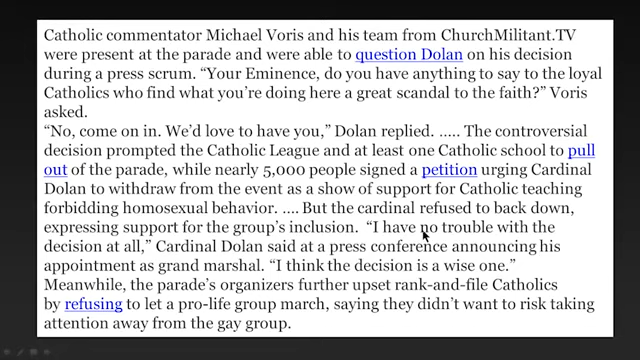 Catholic commentator Michael Voris and his team from ChurchMilitant.TV
were present at the parade and were able to question Dolan on his decision
during a press scrum. “Your Eminence, do you have anything to say to the loyal
Catholics who find what you’re doing here a great scandal to the faith?” Voris
asked.
“No, come on in. We’d love to have you,” Dolan replied. ….. The controversial
decision prompted the Catholic League and at least one Catholic school to pull
out of the parade, while nearly 5,000 people signed a petition urging Cardinal
Dolan to withdraw from the event as a show of support for Catholic teaching
forbidding homosexual behavior. …. But the cardinal refused to back down,
expressing support for the group’s inclusion. “I have no trouble with the
decision at all,” Cardinal Dolan said at a press conference announcing his
appointment as grand marshal. “I think the decision is a wise one.”
Meanwhile, the parade’s organizers further upset rank-and-file Catholics
by refusing to let a pro-life group march, saying they didn’t want to risk taking
attention away from the gay group.